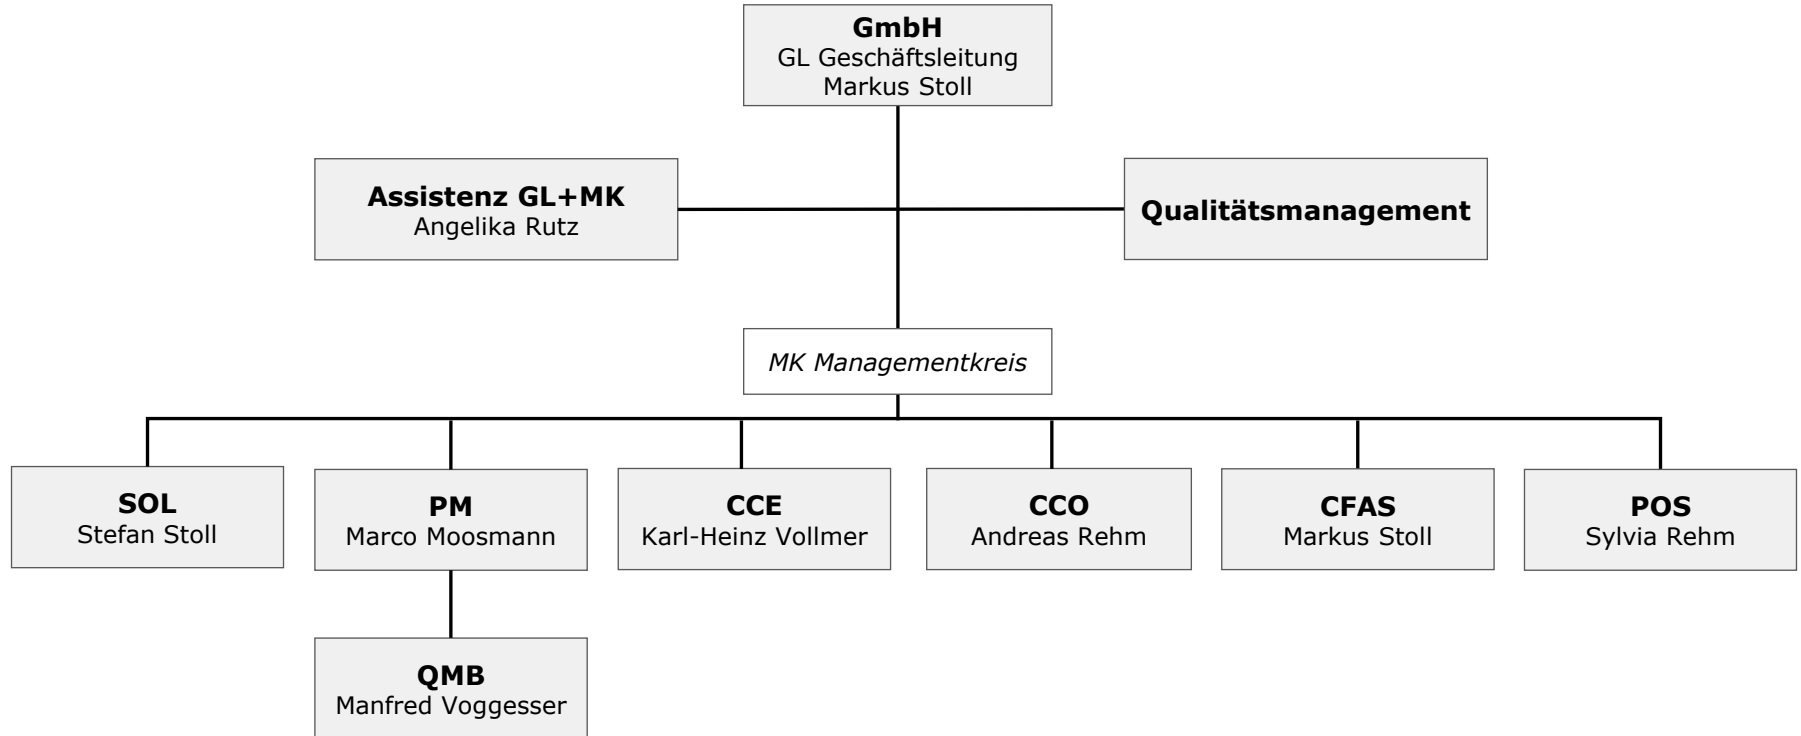 GmbH
GL Geschäftsleitung
Markus Stoll
Assistenz GL+MK
Angelika Rutz
Qualitätsmanagement
MK Managementkreis
SOL
Stefan Stoll
PM
Marco Moosmann
CCE
Karl-Heinz Vollmer
CCO
Andreas Rehm
CFAS
Markus Stoll
POS
Sylvia Rehm
QMB
Manfred Voggesser